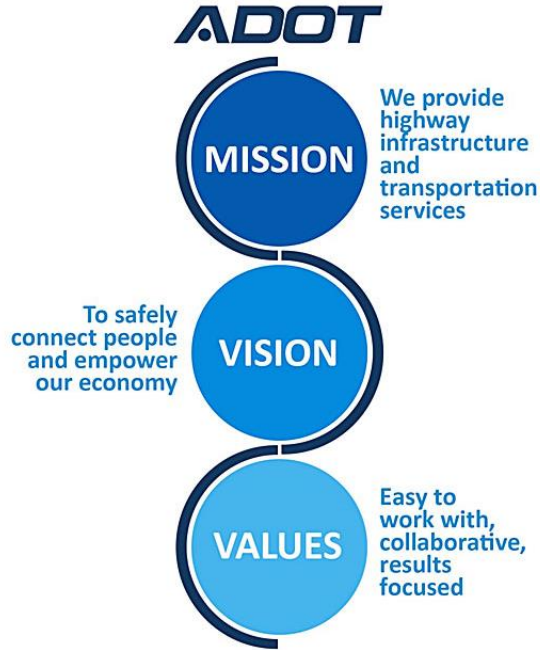 ADOT
MISSION
We provide
highway
infrastructure
and
transportation
services
To safely
connect people
and empower
our economy
VISION
VALUES
Easy to
work with,
collaborative,
results
focused